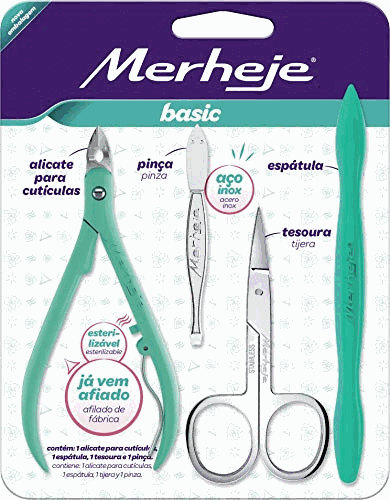 nova
embalagem
Merheje®
basic
alicate
para
cutículas
pinça
pinza
espátula
aço
inox
acero
inox
tesoura
tijera
Merheje
Merheje
STAINLESS
Merheje
esteri-
lizável
esterilizable
já vem
afiado
afilado de
fábrica
contém: 1 alicate para cutículas,
1 espátula, 1 tesoura e 1 pinça.
contiene: 1 alicate para cutículas,
1 espátula, 1 tijera y 1 pinza.